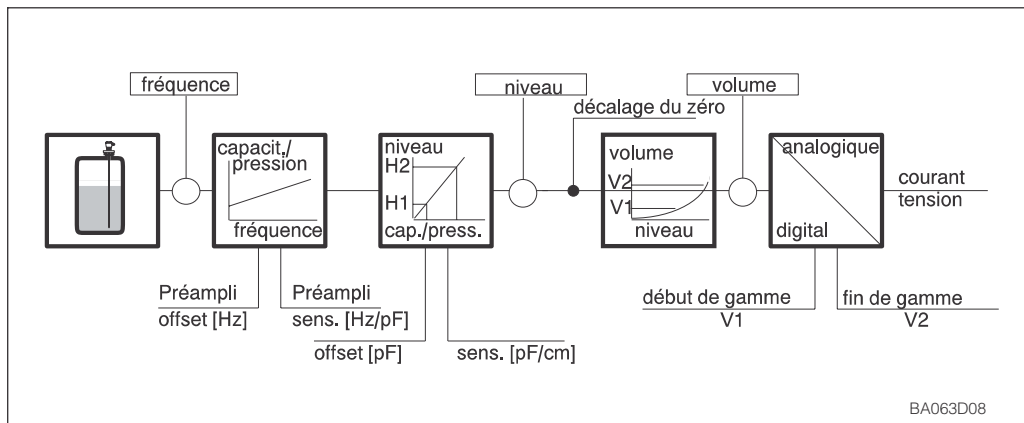 fréquence
niveau
volume
décalage du zéro
capacit./
pression
fréquence
niveau
H2
H1
cap./press.
volume
V2
V1
niveau
analogique
digital
courant
tension
Préampli
offset [Hz]
Préampli
sens. [Hz/pF]
offset [pF]
sens. [pF/cm]
début de gamme
V1
fin de gamme
V2
BA063D08